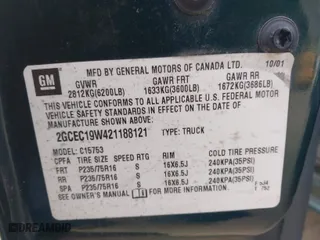 GM
MFD. BY GENERAL MOTORS OF CANADA LTD. 10/01
GVWR GAWR FRT GAWR RR
2812KG(6200LB) 1633KG(3600LB) 1672KG(3686LB)
THIS VEHICLE CONFORMS TO ALL APPLICABLE U.S. FEDERAL MOTOR
VEHICLE SAFETY STANDARDS IN EFFECT ON THE DATE OF
MANUFACTURE SHOWN ABOVE.
2GCEC19W421188121 TYPE: TRUCK
MODEL: C15753
CPFA TIRE SIZE SPEED RTG RIM COLD TIRE PRESSURE
FRT P235/75R16 S 16X6.5J 240KPA(35PSI)
RR P235/75R16 S 16X6.5J 240KPA(35PSI)
SPA P235/75R16 S 16X6.5J 240KPA(35PSI)
SEE OWNER'S MANUAL FOR MORE INFORMATION
DREAMBID